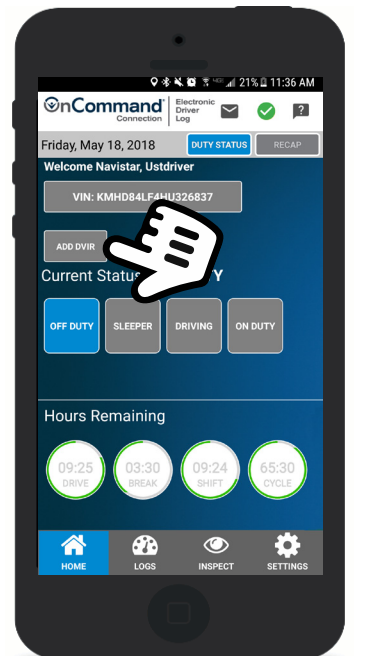 4G 21% 11:36 AM
OnCommand
Connection
Electronic
Driver
Log
?
Friday, May 18, 2018
DUTY STATUS
RECAP
Welcome Navistar, Ustdriver
VIN: KMHD84LF4HU326837
ADD DVIR
Current Status
OFF DUTY
SLEEPER
DRIVING
ON DUTY
Hours Remaining
09:25
DRIVE
03:30
BREAK
09:24
SHIFT
65:30
CYCLE
HOME
LOGS
INSPECT
SETTINGS